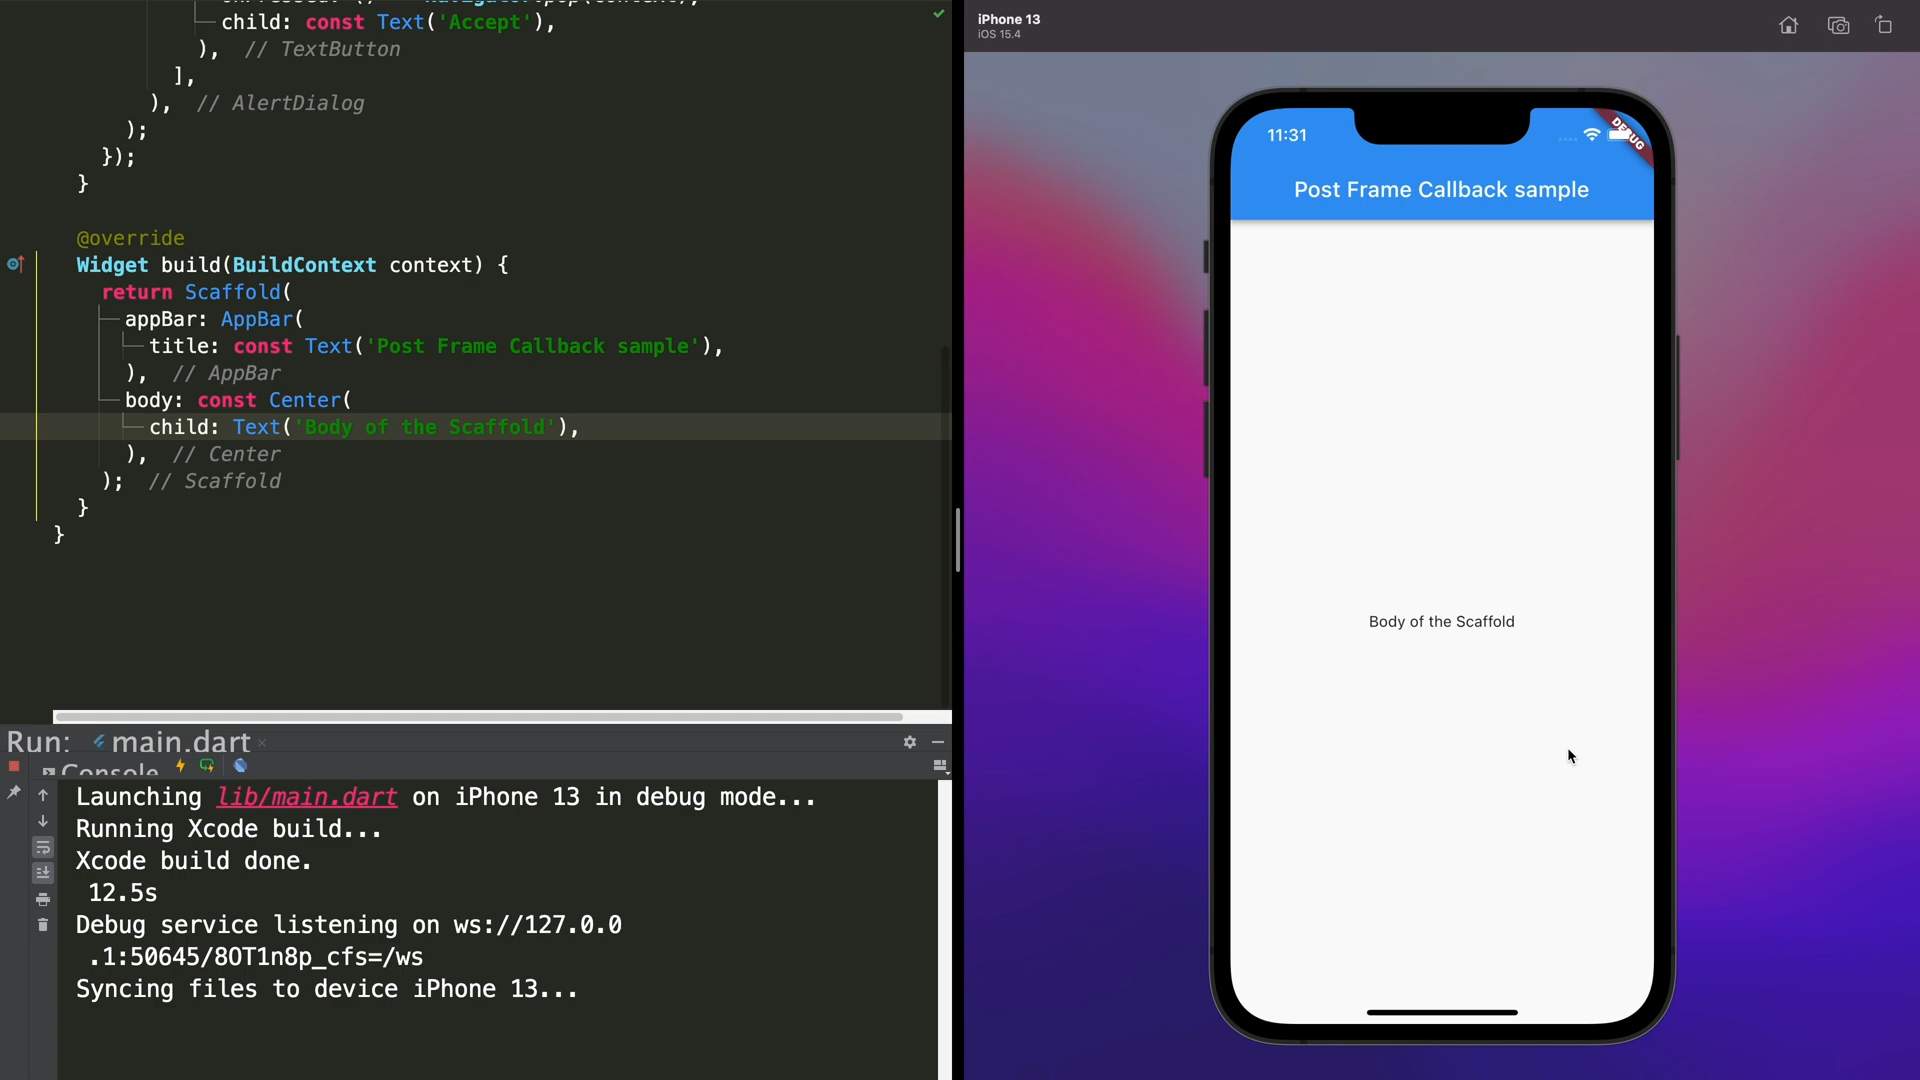 child: const Text('Accept'),
), // TextButton
],
), // AlertDialog
);
});
}
@override
Widget build(BuildContext context) {
return Scaffold(
appBar: AppBar(
title: const Text('Post Frame Callback sample'),
), // AppBar
body: const Center(
child: Text('Body of the Scaffold'),
), // Center
); // Scaffold
}
}
Run: main.dart
Console
Launching lib/main.dart on iPhone 13 in debug mode...
Running Xcode build...
Xcode build done.
12.5s
Debug service listening on ws://127.0.0
.1:50645/8OT1n8p_cfs=/ws
Syncing files to device iPhone 13...
iPhone 13
iOS 15.4
11:31
DEBUG
Post Frame Callback sample
Body of the Scaffold